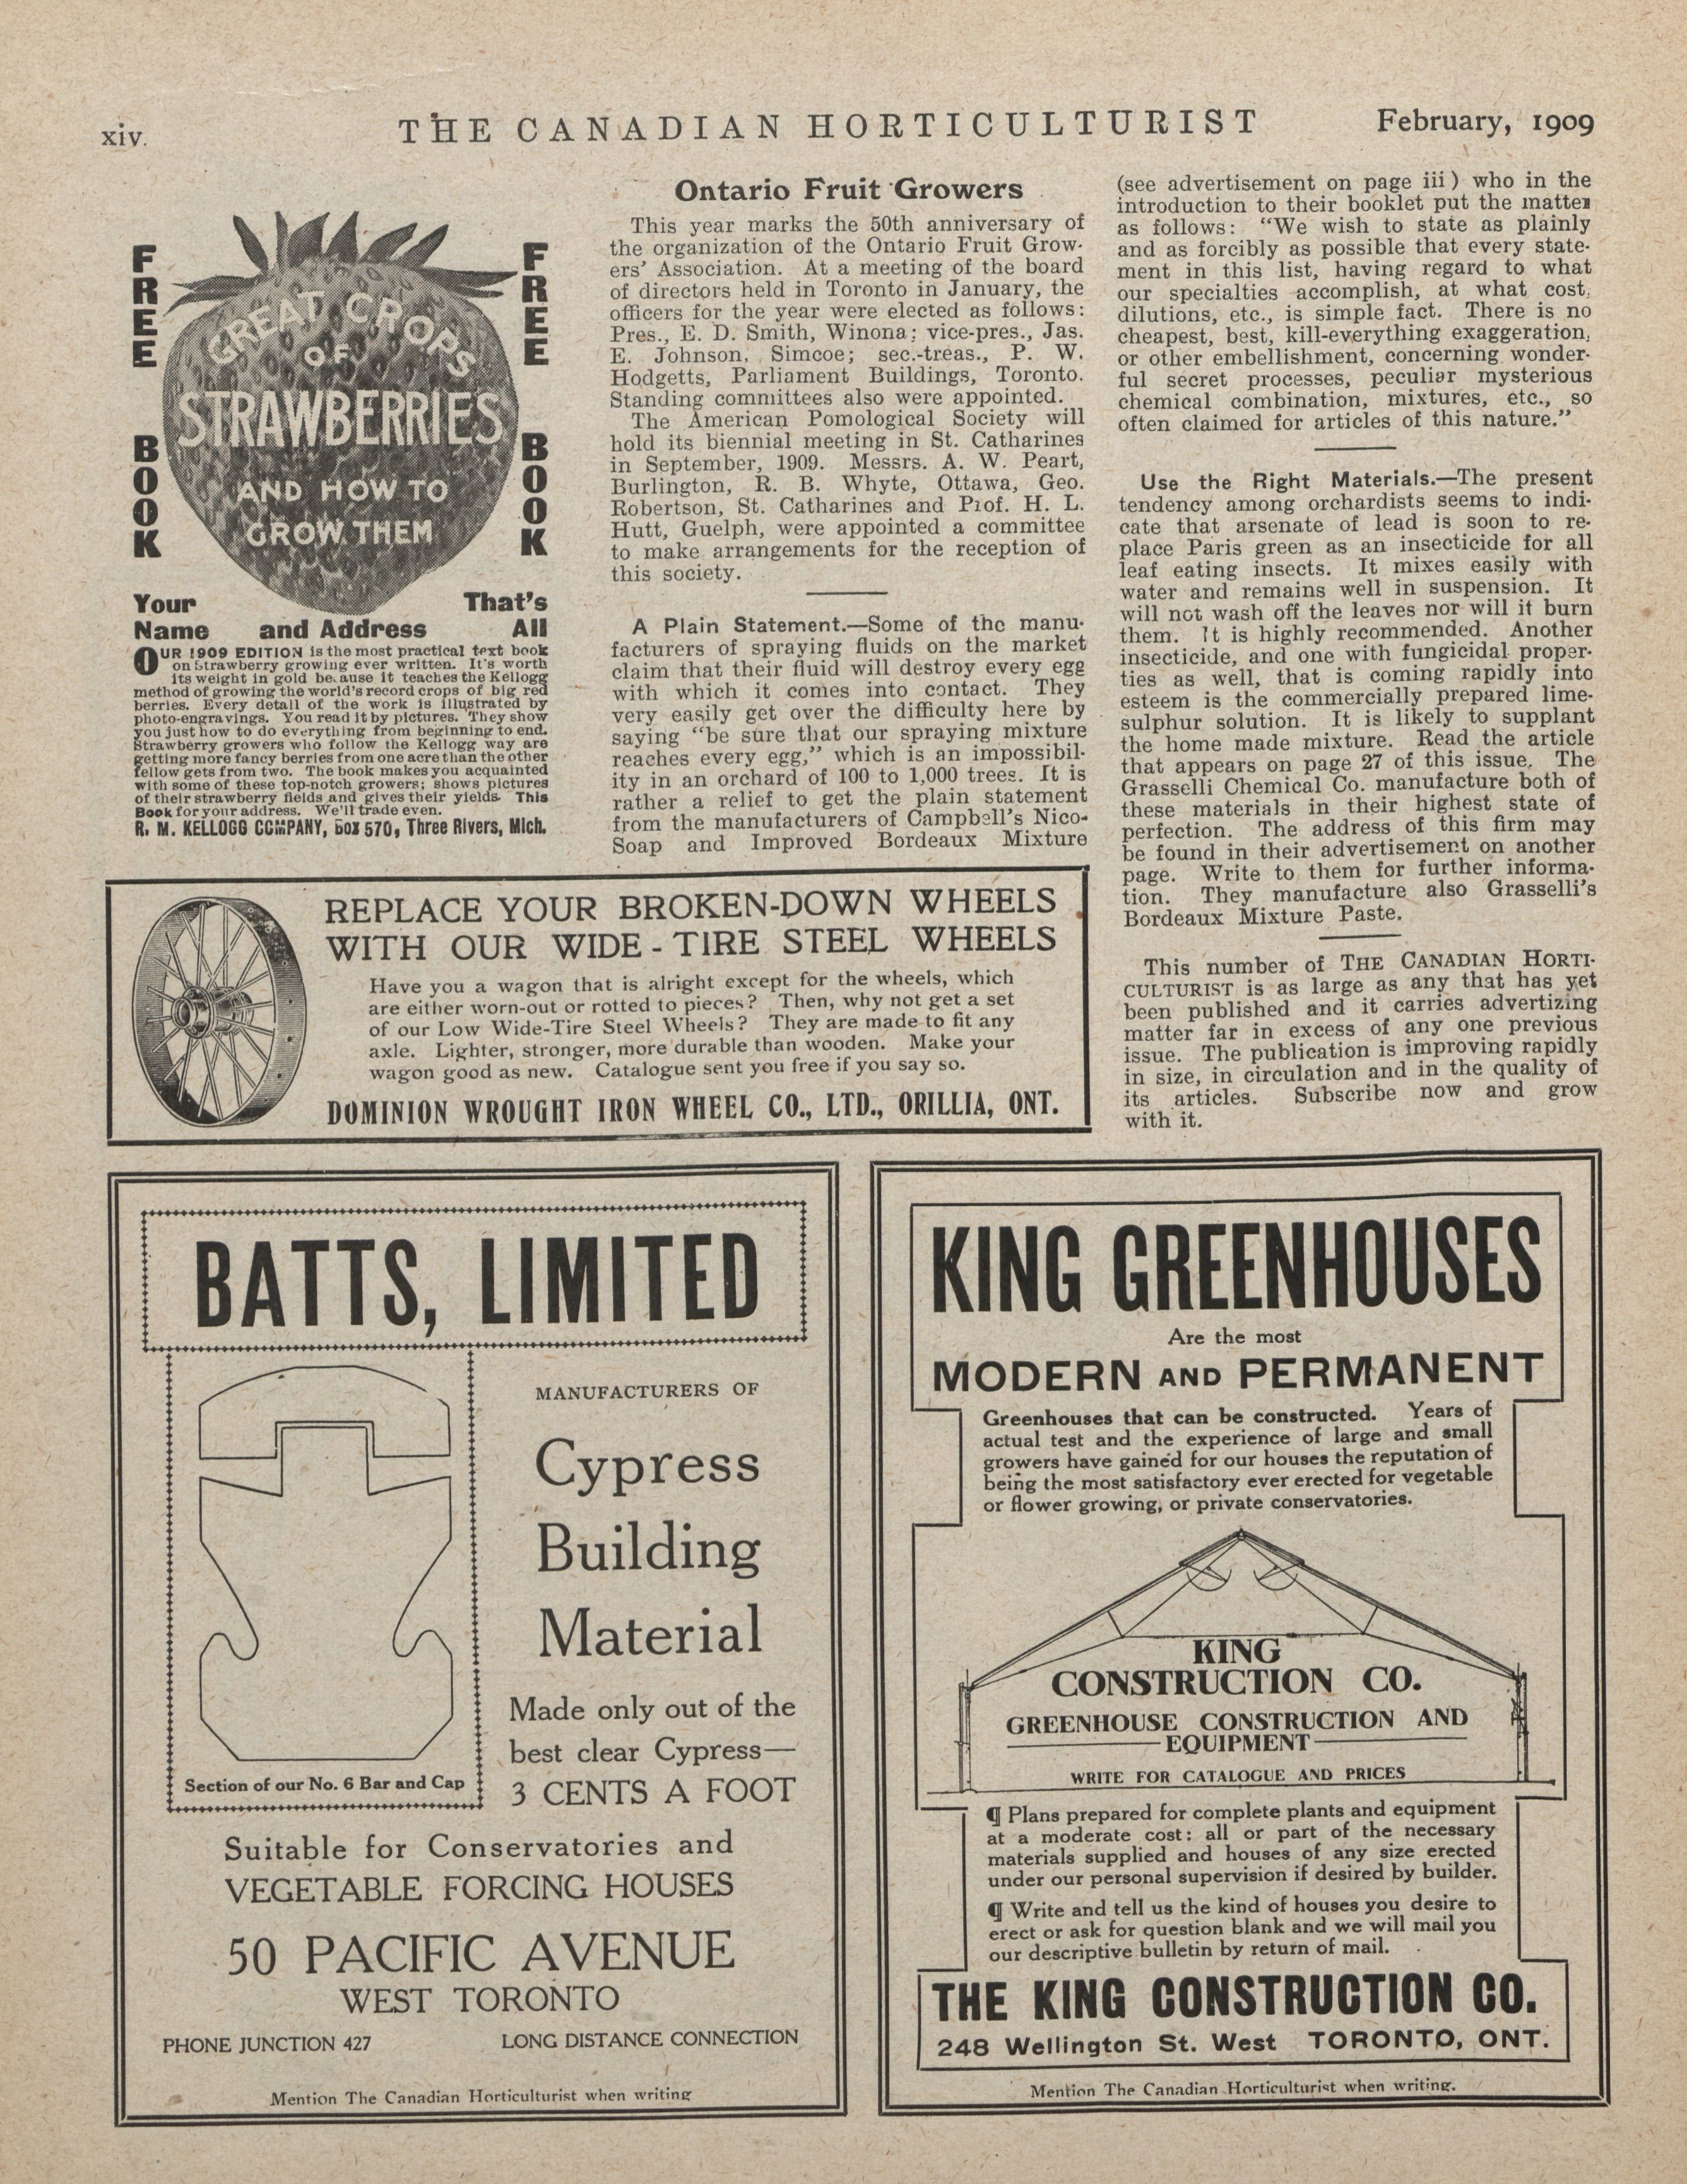 xiv.
THE CANADIAN HORTICULTURIST
February, 1909
FREE BOOK
GREAT CROPS
OF
STRAWBERRIES
AND HOW TO
GROW THEM
FREE BOOK
Your That's
Name and Address All
OUR 1909 EDITION is the most practical text book
on strawberry growing ever written. It's worth
its weight in gold because it teaches the Kellogg
method of growing the world's record crops of big red
berries. Every detail of the work is illustrated by
photo-engravings. You read it by pictures. They show
you just how to do everything from beginning to end.
Strawberry growers who follow the Kellogg way are
getting more fancy berries from one acre than the other
fellow gets from two. The book makes you acquainted
with some of these top-notch growers; shows pictures
of their strawberry fields and gives their yields. This
Book for your address. We'll trade even.
R. M. KELLOGG COMPANY, Box 570, Three Rivers, Mich.
Ontario Fruit Growers
This year marks the 50th anniversary of
the organization of the Ontario Fruit Grow-
ers' Association. At a meeting of the board
of directors held in Toronto in January, the
officers for the year were elected as follows:
Pres., E. D. Smith, Winona; vice-pres., Jas.
E. Johnson, Simcoe; sec.-treas., P. W.
Hodgetts, Parliament Buildings, Toronto.
Standing committees also were appointed.
The American Pomological Society will
hold its biennial meeting in St. Catharines
in September, 1909. Messrs. A. W. Peart,
Burlington, R. B. Whyte, Ottawa, Geo.
Robertson, St. Catharines and Prof. H. L.
Hutt, Guelph, were appointed a committee
to make arrangements for the reception of
this society.
A Plain Statement.—Some of the manu-
facturers of spraying fluids on the market
claim that their fluid will destroy every egg
with which it comes into contact. They
very easily get over the difficulty here by
saying "be sure that our spraying mixture
reaches every egg," which is an impossibil-
ity in an orchard of 100 to 1,000 trees. It is
rather a relief to get the plain statement
from the manufacturers of Campbell's Nico-
Soap and Improved Bordeaux Mixture
(see advertisement on page iii) who in the
introduction to their booklet put the matter
as follows: "We wish to state as plainly
and as forcibly as possible that every state-
ment in this list, having regard to what
our specialties accomplish, at what cost,
dilutions, etc., is simple fact. There is no
cheapest, best, kill-everything exaggeration,
or other embellishment, concerning wonder-
ful secret processes, peculiar mysterious
chemical combination, mixtures, etc., so
often claimed for articles of this nature."
Use the Right Materials.—The present
tendency among orchardists seems to indi-
cate that arsenate of lead is soon to re-
place Paris green as an insecticide for all
leaf eating insects. It mixes easily with
water and remains well in suspension. It
will not wash off the leaves nor will it burn
them. It is highly recommended. Another
insecticide, and one with fungicidal proper-
ties as well, that is coming rapidly into
esteem is the commercially prepared lime-
sulphur solution. It is likely to supplant
the home made mixture. Read the article
that appears on page 27 of this issue. The
Grasselli Chemical Co. manufacture both of
these materials in their highest state of
perfection. The address of this firm may
be found in their advertisement on another
page. Write to them for further informa-
tion. They manufacture also Grasselli's
Bordeaux Mixture Paste.
This number of THE CANADIAN HORTI-
CULTURIST is as large as any that has yet
been published and it carries advertizing
matter far in excess of any one previous
issue. The publication is improving rapidly
in size, in circulation and in the quality of
its articles. Subscribe now and grow
with it.
REPLACE YOUR BROKEN-DOWN WHEELS
WITH OUR WIDE-TIRE STEEL WHEELS
Have you a wagon that is alright except for the wheels, which
are either worn-out or rotted to pieces? Then, why not get a set
of our Low Wide-Tire Steel Wheels? They are made to fit any
axle. Lighter, stronger, more durable than wooden. Make your
wagon good as new. Catalogue sent you free if you say so.
DOMINION WROUGHT IRON WHEEL CO., LTD., ORILLIA, ONT.
BATTS, LIMITED
MANUFACTURERS OF
Cypress
Building
Material
Made only out of the
best clear Cypress—
3 CENTS A FOOT
Section of our No. 6 Bar and Cap
Suitable for Conservatories and
VEGETABLE FORCING HOUSES
50 PACIFIC AVENUE
WEST TORONTO
PHONE JUNCTION 427 LONG DISTANCE CONNECTION
Mention The Canadian Horticulturist when writing
KING GREENHOUSES
Are the most
MODERN AND PERMANENT
Greenhouses that can be constructed. Years of
actual test and the experience of large and small
growers have gained for our houses the reputation of
being the most satisfactory ever erected for vegetable
or flower growing, or private conservatories.
KING
CONSTRUCTION CO.
GREENHOUSE CONSTRUCTION AND
EQUIPMENT
WRITE FOR CATALOGUE AND PRICES
¶ Plans prepared for complete plants and equipment
at a moderate cost: all or part of the necessary
materials supplied and houses of any size erected
under our personal supervision if desired by builder.
¶ Write and tell us the kind of houses you desire to
erect or ask for question blank and we will mail you
our descriptive bulletin by return of mail.
THE KING CONSTRUCTION CO.
248 Wellington St. West TORONTO, ONT.
Mention The Canadian Horticulturist when writing.